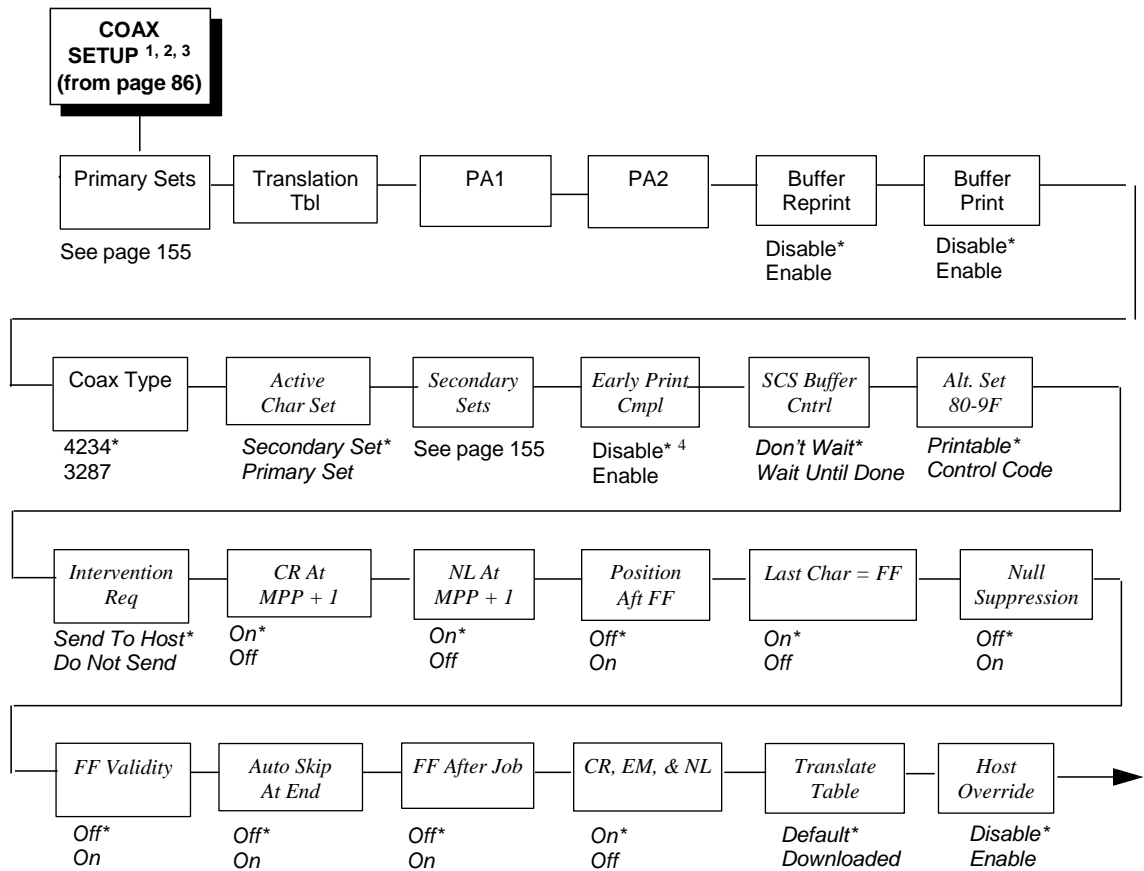 COAX
SETUP 1, 2, 3
(from page 86)
Primary Sets
See page 155
Translation
Tbl
PA1
PA2
Buffer
Reprint
Disable*
Enable
Buffer
Print
Disable*
Enable
Coax Type
4234*
3287
Active
Char Set
Secondary Set*
Primary Set
Secondary
Sets
See page 155
Early Print
Cmpl
Disable* 4
Enable
SCS Buffer
Cntrl
Don't Wait*
Wait Until Done
Alt. Set
80-9F
Printable*
Control Code
Intervention
Req
Send To Host*
Do Not Send
CR At
MPP + 1
On*
Off
NL At
MPP + 1
On*
Off
Position
Aft FF
Off*
On
Last Char = FF
On*
Off
Null
Suppression
Off*
On
FF Validity
Off*
On
Auto Skip
At End
Off*
On
FF After Job
Off*
On
CR, EM, & NL
On*
Off
Translate
Table
Default*
Downloaded
Host
Override
Disable*
Enable